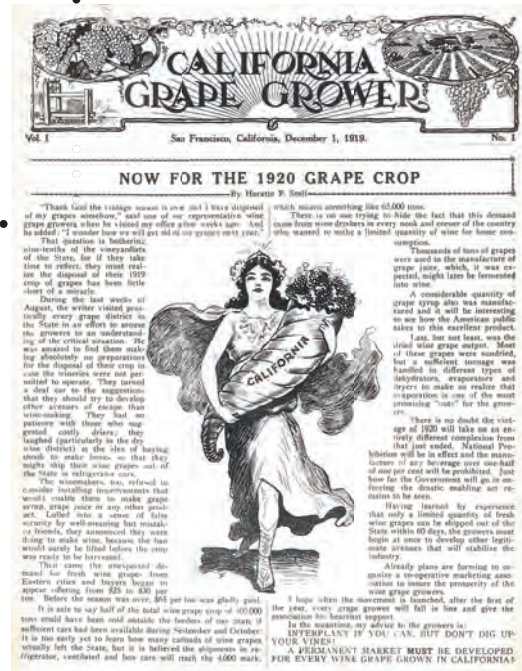 CALIFORNIA
GRAPE GROWER
Vol. I San Francisco, California, December 1, 1919. No. 1
NOW FOR THE 1920 GRAPE CROP
By Horatio F. Stoll
"Thank God the vintage season is over and I have disposed
of my grapes somehow," said one of our representative wine
grape growers when he visited my office a few weeks ago. And
he added: "I wonder how we will get rid of our grapes next year."
That question is bothering
nine-tenths of the vineyardists
of the State, for if they take
time to reflect, they must real-
ize the disposal of their 1919
crop of grapes has been little
short of a miracle.
During the last weeks of
August, the writer visited prac-
tically every grape district in
the State in an effort to arouse
the growers to an understand-
ing of the critical situation. He
was amazed to find them mak-
ing absolutely no preparations
for the disposal of their crop in
case the wineries were not per-
mitted to operate. They turned
a deaf ear to the suggestions
that they should try to develop
other avenues of escape than
wine-making. They had no
patience with those who sug-
gested costly driers; they
laughed (particularly in the dry
wine district) at the idea of buying
shook to make boxes so that they
might ship their wine grapes out of
the State in refrigerator cars.
The winemakers, too, refused to
consider installing improvements that
would enable them to make grape
syrup, grape juice or any other prod-
uct. Lulled into a sense of false
security by well-meaning but mistak-
en friends, they announced they were
going to make wine, because the ban
would surely be lifted before the crop
was ready to be harvested.
Then came the unexpected de-
mand for fresh wine grapes from
Eastern cities and buyers began to
appear offering from $25 to $30 per
ton. Before the season was over, $65 per ton was gladly paid.
It is safe to say half of the total wine grape crop of 400,000
tons could have been sold outside the borders of our State if
sufficient cars had been available during September and October.
It is too early yet to learn how many carloads of wine grapes
actually left the State, but it is believed the shipments in re-
frigerator, ventilated and box cars will reach the 4,000 mark,
which means something like 65,000 tons.
There is no one trying to hide the fact that this demand
came from wine drinkers in every nook and corner of the country
who wanted to make a limited quantity of wine for home con-
sumption.
Thousands of tons of grapes
were used in the manufacture of
grape juice, which, it was ex-
pected, might later be fermented
into wine.
A considerable quantity of
grape syrup also was manufac-
tured and it will be interesting
to see how the American public
takes to this excellent product.
Last, but not least, was the
dried wine grape output. Most
of these grapes were sundried,
but a sufficient tonnage was
handled in different types of
dehydrators, evaporators and
dryers to make us realize that
evaporation is one of the most
promising "outs" for the grow-
ers.
There is no doubt the vint-
age of 1920 will take on an en-
tirely different complexion from
that just ended. National Pro-
hibition will be in effect and the manu-
facture of any beverage over one-half
of one per cent will be prohibited. Just
how far the Government will go in en-
forcing the drastic enabling act re-
mains to be seen.
Having learned by experience
that only a limited quantity of fresh
wine grapes can be shipped out of the
State within 60 days, the growers must
begin at once to develop other legiti-
mate avenues that will stabilize the
industry.
Already plans are forming to or-
ganize a co-operative marketing asso-
ciation to insure the prosperity of the
wine grape growers.
I hope when the movement is launched, after the first of
the year, every grape grower will fall in line and give the
association his heartiest support.
In the meantime, my advice to the growers is:
INTERPLANT IF YOU CAN, BUT DON'T DIG UP
YOUR VINES!
A PERMANENT MARKET MUST BE DEVELOPED
FOR EVERY WINE GRAPE GROWN IN CALIFORNIA!
CALIFORNIA